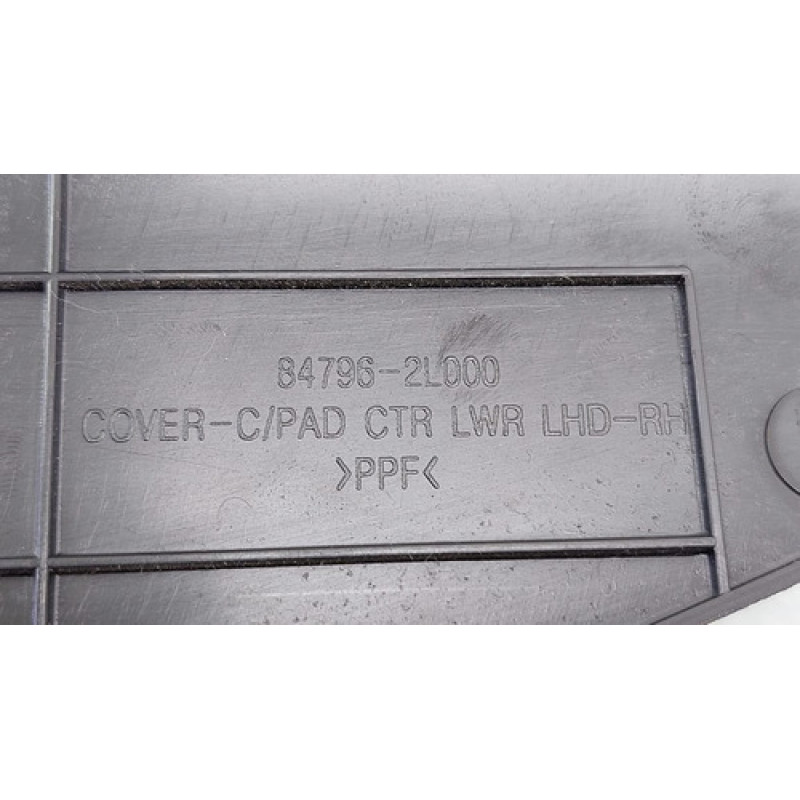 84796-2L000
COVER-C/PAD CTR LWR LHD-RH
>PPF<